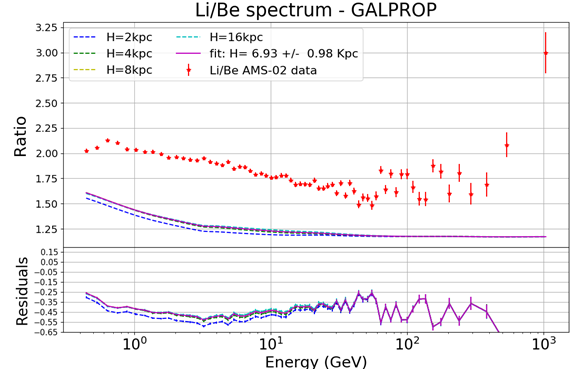 Li/Be spectrum - GALPROP
H=2kpc
H=4kpc
H=8kpc
H=16kpc
fit: H= 6.93 +/- 0.98 Kpc
Li/Be AMS-02 data
Ratio
3.25
3.00
2.75
2.50
2.25
2.00
1.75
1.50
1.25
Residuals
0.15
0.05
−0.05
−0.15
−0.25
−0.35
−0.45
−0.55
−0.65
10⁰ 10¹ 10² 10³
Energy (GeV)